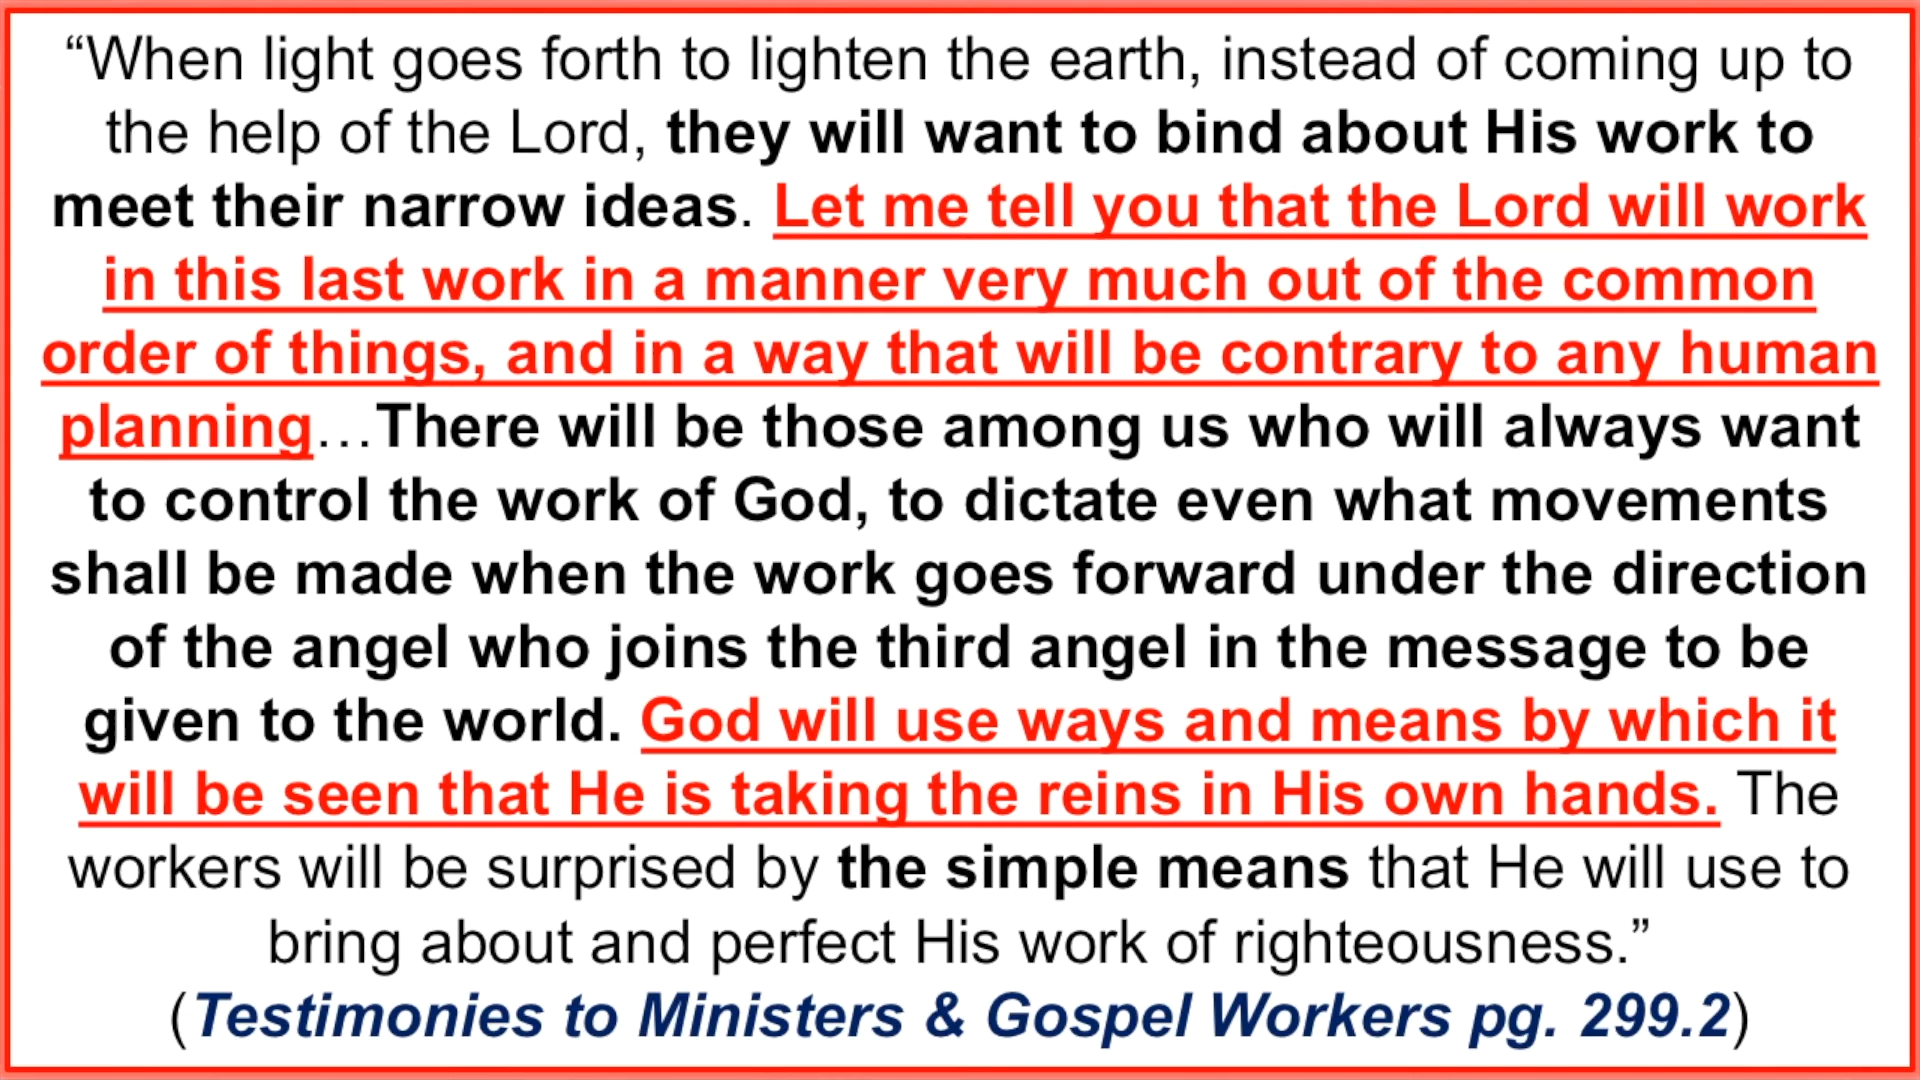 “When light goes forth to lighten the earth, instead of coming up to
the help of the Lord, they will want to bind about His work to
meet their narrow ideas. Let me tell you that the Lord will work
in this last work in a manner very much out of the common
order of things, and in a way that will be contrary to any human
planning…There will be those among us who will always want
to control the work of God, to dictate even what movements
shall be made when the work goes forward under the direction
of the angel who joins the third angel in the message to be
given to the world. God will use ways and means by which it
will be seen that He is taking the reins in His own hands. The
workers will be surprised by the simple means that He will use to
bring about and perfect His work of righteousness.”
(Testimonies to Ministers & Gospel Workers pg. 299.2)